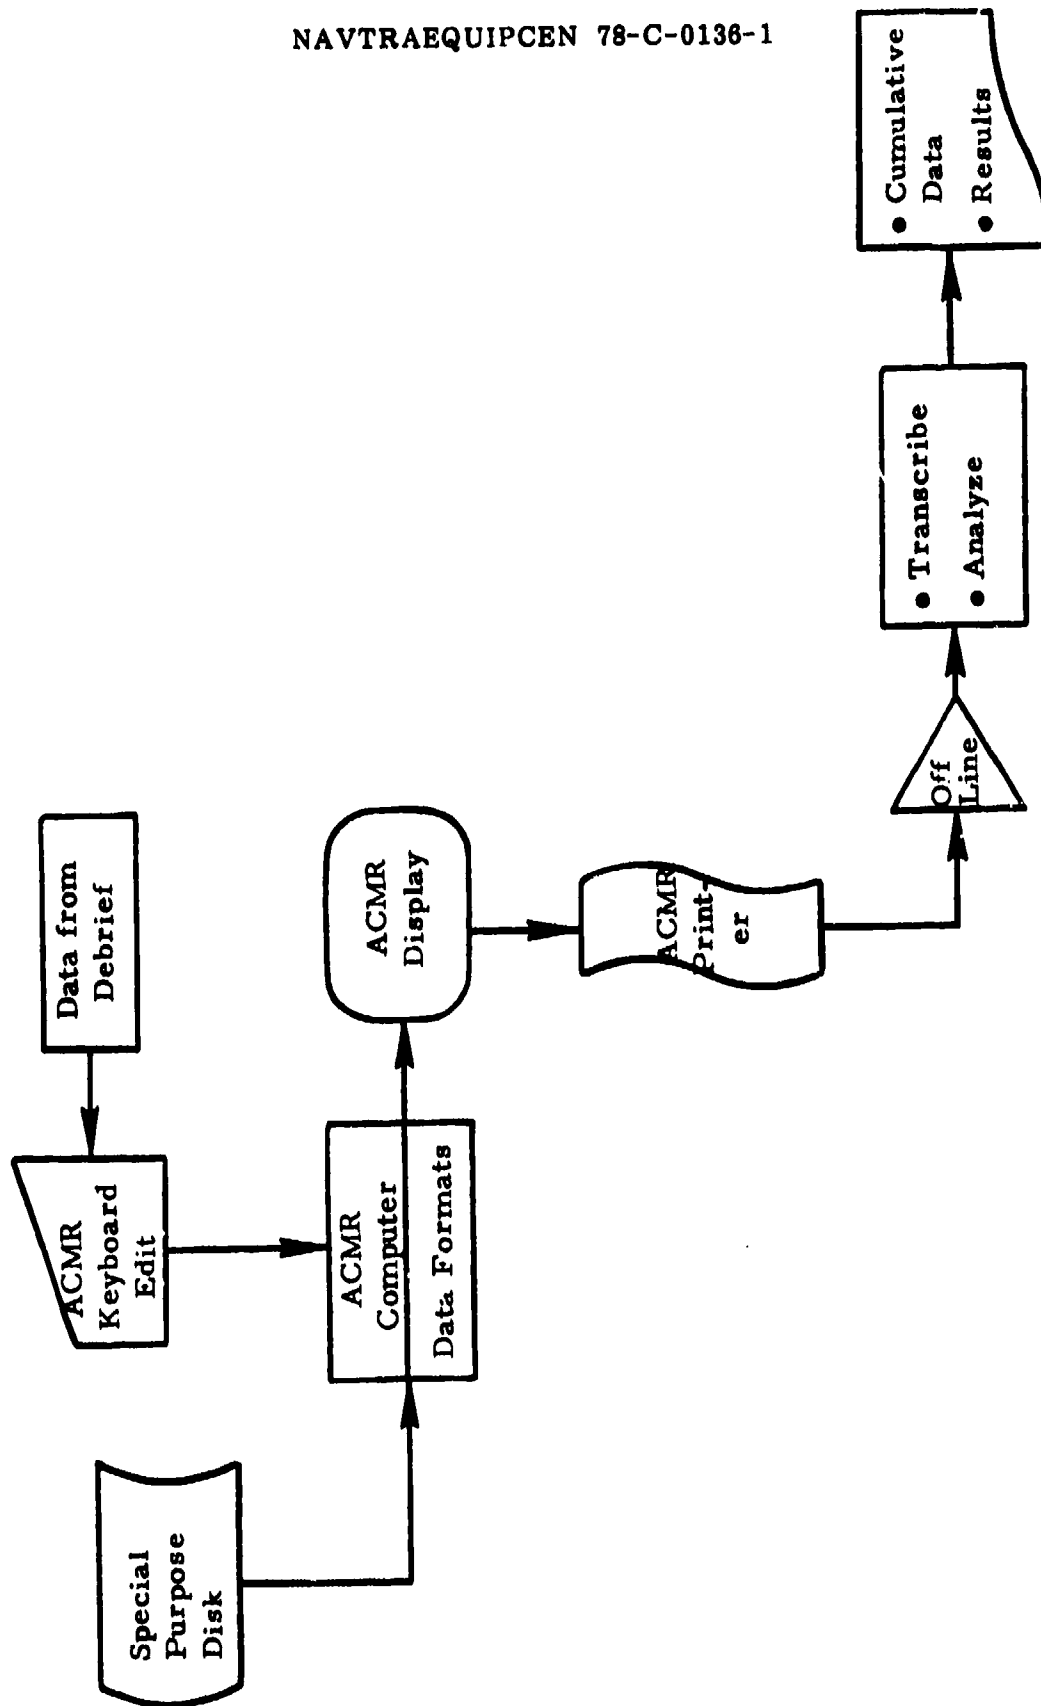 NAVTRAEQUIPCEN 78-C-0136-1
Data from
Debrief
ACMR
Keyboard
Edit
Special
Purpose
Disk
ACMR
Computer
Data Formats
ACMR
Display
ACMR
Print-
er
Off
Line
● Transcribe
● Analyze
● Cumulative
Data
● Results